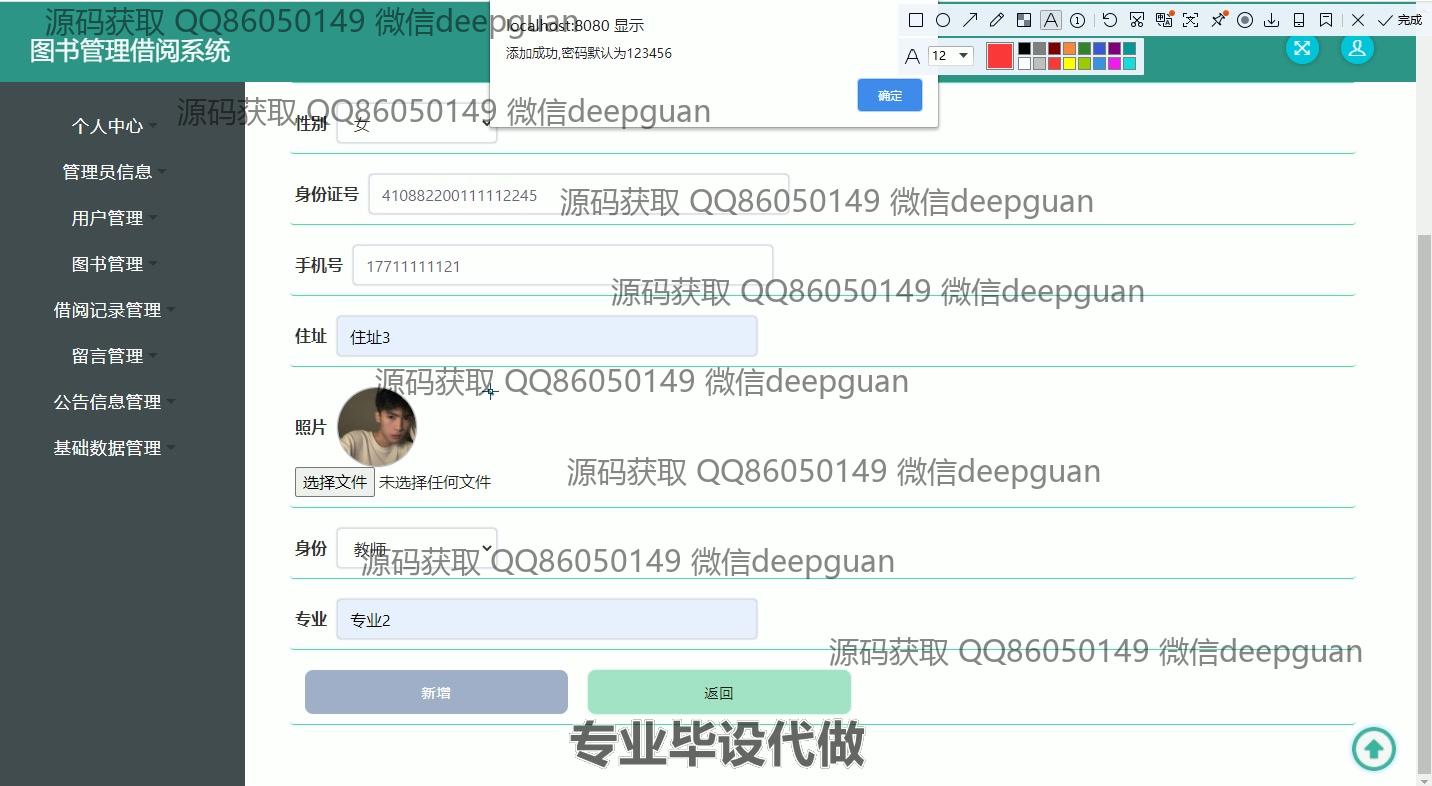 源码获取 QQ86050149 微信deepguan
localhost:8080 显示
添加成功,密码默认为123456
确定
完成
A 12
图书管理借阅系统
源码获取 QQ86050149 微信deepguan
个人中心
管理员信息
用户管理
图书管理
借阅记录管理
留言管理
公告信息管理
基础数据管理
性别 女
身份证号 410882200111112245
源码获取 QQ86050149 微信deepguan
手机号 17711111121
源码获取 QQ86050149 微信deepguan
住址 住址3
源码获取 QQ86050149 微信deepguan
照片
选择文件 未选择任何文件
源码获取 QQ86050149 微信deepguan
身份 教师
源码获取 QQ86050149 微信deepguan
专业 专业2
源码获取 QQ86050149 微信deepguan
新增 返回
专业毕设代做